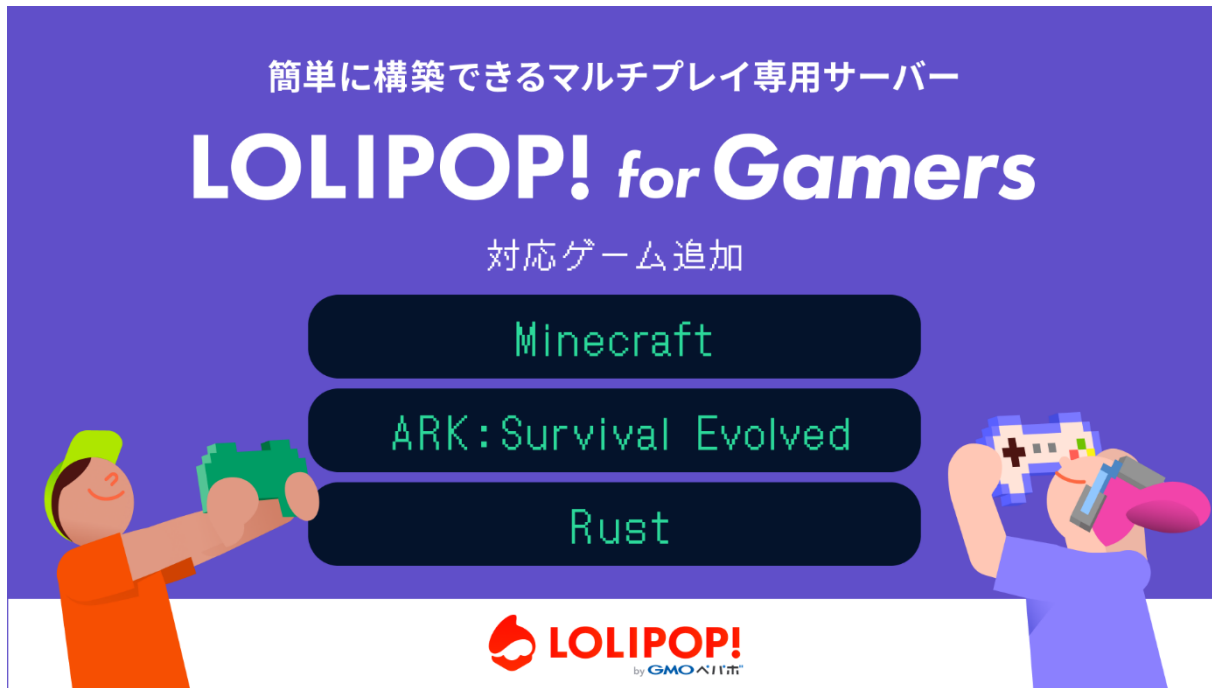 簡単に構築できるマルチプレイ専用サーバー
LOLIPOP! for Gamers
対応ゲーム追加
Minecraft
ARK:Survival Evolved
Rust
LOLIPOP!
by GMOペパボ